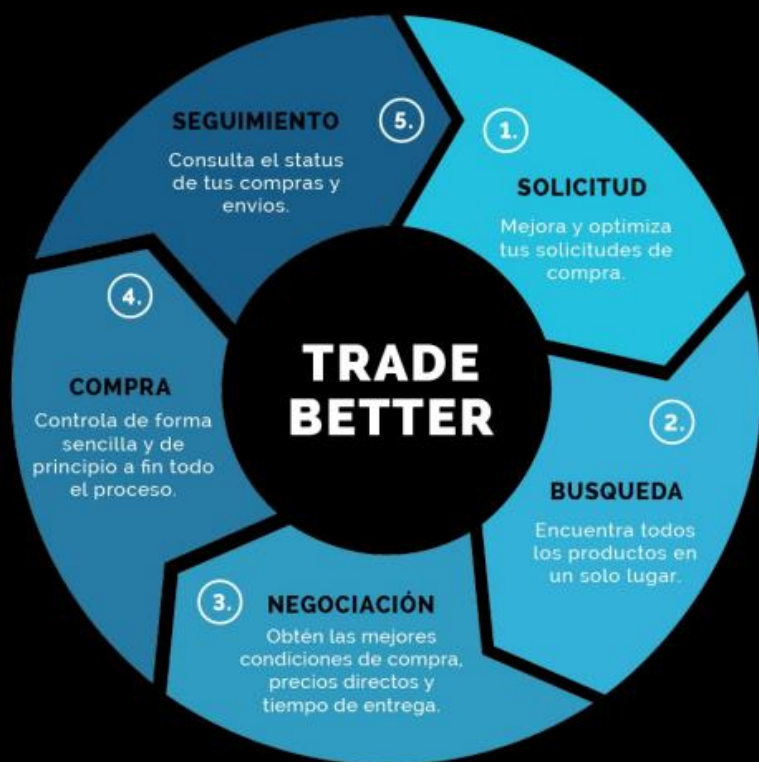 TRADE
BETTER
1.
SOLICITUD
Mejora y optimiza
tus solicitudes de
compra.
2.
BUSQUEDA
Encuentra todos
los productos en
un solo lugar.
3.
NEGOCIACIÓN
Obtén las mejores
condiciones de compra,
precios directos y
tiempo de entrega.
4.
COMPRA
Controla de forma
sencilla y de
principio a fin todo
el proceso.
5.
SEGUIMIENTO
Consulta el status
de tus compras y
envíos.